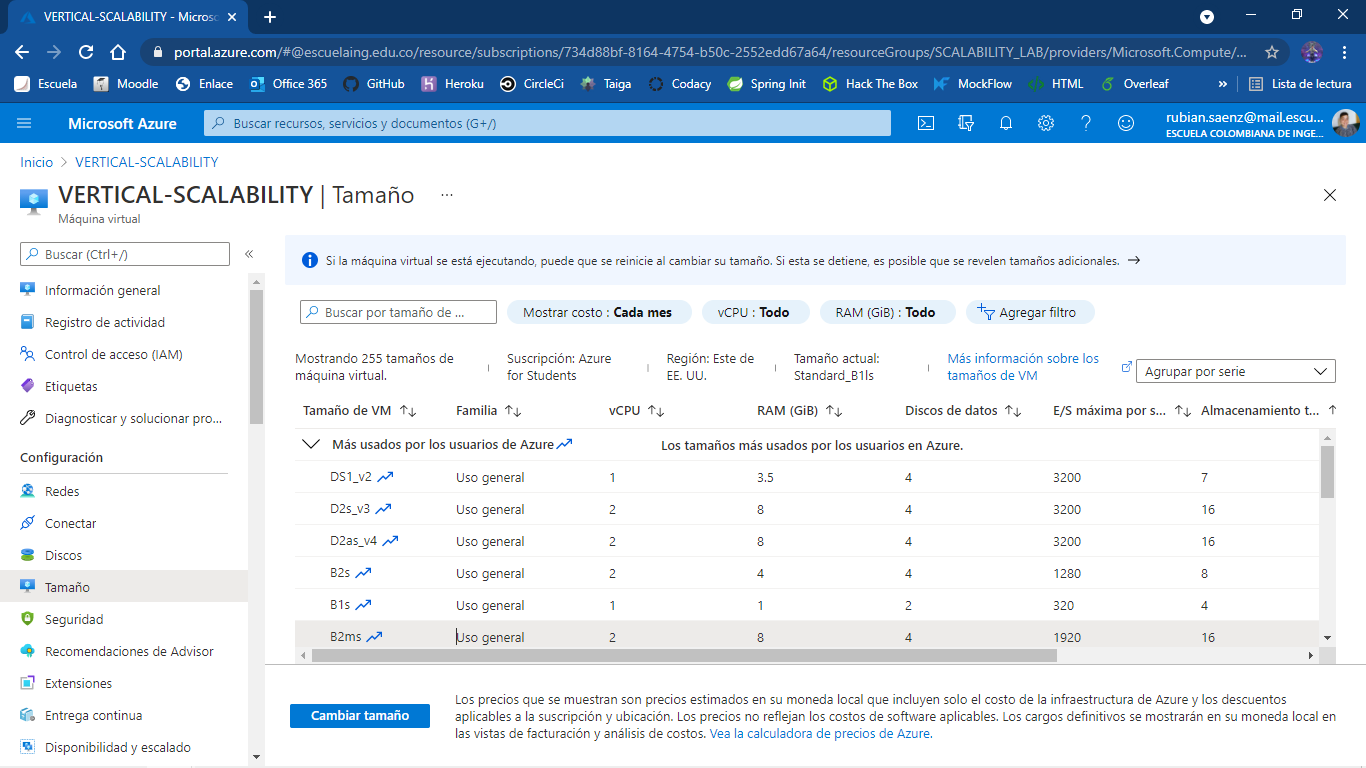 VERTICAL-SCALABILITY - Micros
portal.azure.com/#@escuelaing.edu.co/resource/subscriptions/734d88bf-8164-4754-b50c-2552edd67a64/resourceGroups/SCALABILITY_LAB/providers/Microsoft.Compute/...
Escuela Moodle Enlace Office 365 GitHub Heroku CircleCi Taiga Codacy Spring Init Hack The Box MockFlow HTML Overleaf » Lista de lectura
Microsoft Azure
Buscar recursos, servicios y documentos (G+/)
rubian.saenz@mail.escu...
ESCUELA COLOMBIANA DE INGE...
Inicio > VERTICAL-SCALABILITY
VERTICAL-SCALABILITY | Tamaño ...
Máquina virtual
Buscar (Ctrl+/)
«
Información general
Registro de actividad
Control de acceso (IAM)
Etiquetas
Diagnosticar y solucionar pro...
Configuración
Redes
Conectar
Discos
Tamaño
Seguridad
Recomendaciones de Advisor
Extensiones
Entrega continua
Disponibilidad y escalado
Si la máquina virtual se está ejecutando, puede que se reinicie al cambiar su tamaño. Si esta se detiene, es posible que se revelen tamaños adicionales. →
Buscar por tamaño de ...
Mostrar costo : Cada mes
vCPU : Todo
RAM (GiB) : Todo
Agregar filtro
Mostrando 255 tamaños de
máquina virtual.
Suscripción: Azure
for Students
Región: Este de
EE. UU.
Tamaño actual:
Standard_B1ls
Más información sobre los
tamaños de VM
Agrupar por serie
Tamaño de VM ↑↓ Familia ↑↓ vCPU ↑↓ RAM (GiB) ↑↓ Discos de datos ↑↓ E/S máxima por s... ↑↓ Almacenamiento t... ↑
Más usados por los usuarios de Azure Los tamaños más usados por los usuarios en Azure.
DS1_v2 Uso general 1 3.5 4 3200 7
D2s_v3 Uso general 2 8 4 3200 16
D2as_v4 Uso general 2 8 4 3200 16
B2s Uso general 2 4 4 1280 8
B1s Uso general 1 1 2 320 4
B2ms Uso general 2 8 4 1920 16
Cambiar tamaño
Los precios que se muestran son precios estimados en su moneda local que incluyen solo el costo de la infraestructura de Azure y los descuentos
aplicables a la suscripción y ubicación. Los precios no reflejan los costos de software aplicables. Los cargos definitivos se mostrarán en su moneda local en
las vistas de facturación y análisis de costos. Vea la calculadora de precios de Azure.